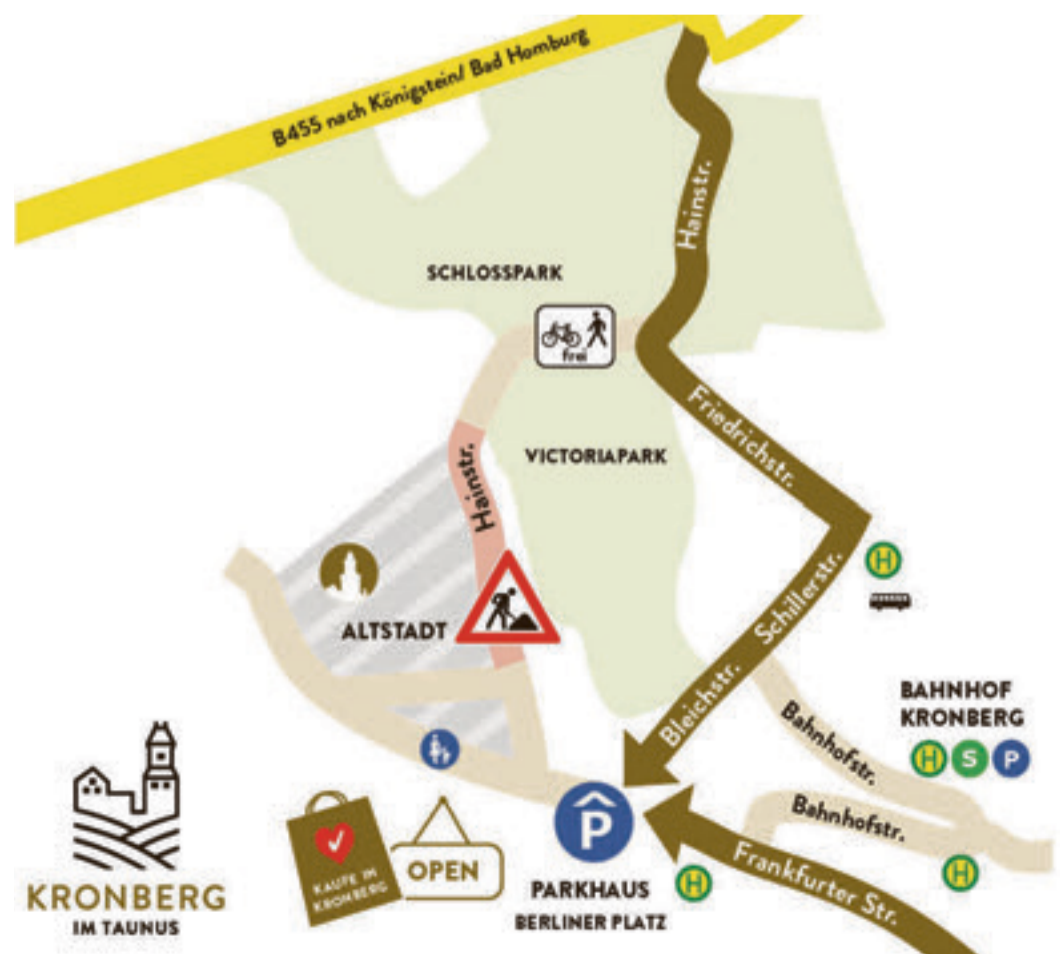 B455 nach Königstein/ Bad Homburg
Hainstr.
SCHLOSSPARK
frei
Friedrichstr.
VICTORIAPARK
Hainstr.
H
Schillerstr.
ALTSTADT
Bleichstr.
BAHNHOF
KRONBERG
H S P
Bahnhofstr.
Bahnhofstr.
P
Frankfurter Str.
H
H
KAUFE IN
KRONBERG
OPEN
PARKHAUS
BERLINER PLATZ
KRONBERG
IM TAUNUS